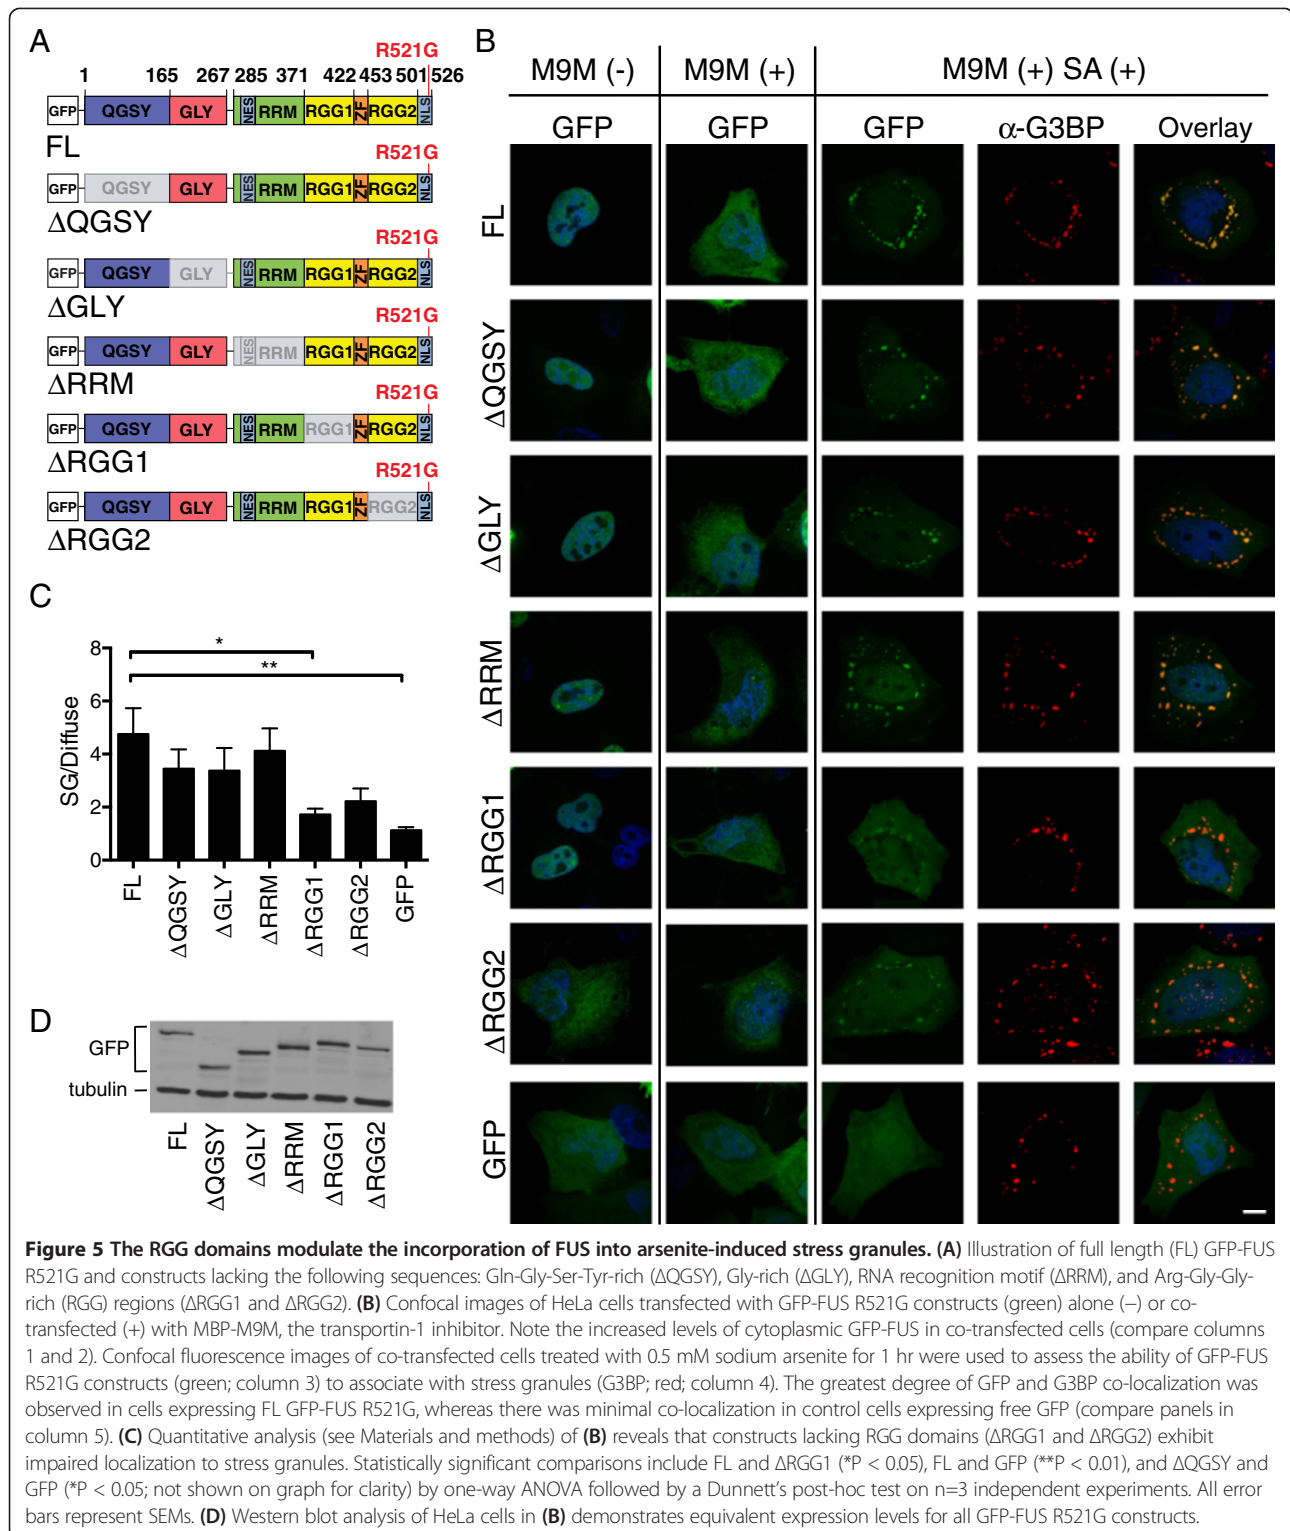 A
R521G
1 165 267 285 371 422 453 501 526
GFP QGSY GLY NES RRM RGG1 ZF RGG2 NLS
FL
R521G
GFP QGSY GLY NES RRM RGG1 ZF RGG2 NLS
ΔQGSY
R521G
GFP QGSY GLY NES RRM RGG1 ZF RGG2 NLS
ΔGLY
R521G
GFP QGSY GLY NES RRM RGG1 ZF RGG2 NLS
ΔRRM
R521G
GFP QGSY GLY NES RRM RGG1 ZF RGG2 NLS
ΔRGG1
R521G
GFP QGSY GLY NES RRM RGG1 ZF RGG2 NLS
ΔRGG2
B
M9M (-) M9M (+) M9M (+) SA (+)
GFP GFP GFP α-G3BP Overlay
FL
ΔQGSY
ΔGLY
ΔRRM
ΔRGG1
ΔRGG2
GFP
C
SG/Diffuse
8
6
4
2
0
*
**
FL ΔQGSY ΔGLY ΔRRM ΔRGG1 ΔRGG2 GFP
D
GFP
tubulin
FL ΔQGSY ΔGLY ΔRRM ΔRGG1 ΔRGG2
Figure 5 The RGG domains modulate the incorporation of FUS into arsenite-induced stress granules. (A) Illustration of full length (FL) GFP-FUS
R521G and constructs lacking the following sequences: Gln-Gly-Ser-Tyr-rich (ΔQGSY), Gly-rich (ΔGLY), RNA recognition motif (ΔRRM), and Arg-Gly-Gly-
rich (RGG) regions (ΔRGG1 and ΔRGG2). (B) Confocal images of HeLa cells transfected with GFP-FUS R521G constructs (green) alone (−) or co-
transfected (+) with MBP-M9M, the transportin-1 inhibitor. Note the increased levels of cytoplasmic GFP-FUS in co-transfected cells (compare columns
1 and 2). Confocal fluorescence images of co-transfected cells treated with 0.5 mM sodium arsenite for 1 hr were used to assess the ability of GFP-FUS
R521G constructs (green; column 3) to associate with stress granules (G3BP; red; column 4). The greatest degree of GFP and G3BP co-localization was
observed in cells expressing FL GFP-FUS R521G, whereas there was minimal co-localization in control cells expressing free GFP (compare panels in
column 5). (C) Quantitative analysis (see Materials and methods) of (B) reveals that constructs lacking RGG domains (ΔRGG1 and ΔRGG2) exhibit
impaired localization to stress granules. Statistically significant comparisons include FL and ΔRGG1 (*P < 0.05), FL and GFP (**P < 0.01), and ΔQGSY and
GFP (*P < 0.05; not shown on graph for clarity) by one-way ANOVA followed by a Dunnett's post-hoc test on n=3 independent experiments. All error
bars represent SEMs. (D) Western blot analysis of HeLa cells in (B) demonstrates equivalent expression levels for all GFP-FUS R521G constructs.